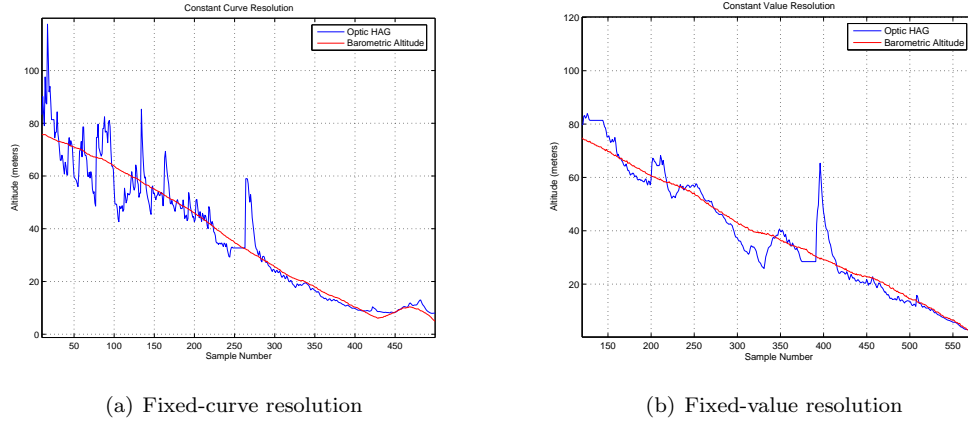 Constant Curve Resolution
Optic HAG
Barometric Altitude
Altitude (meters)
100
80
60
40
20
0
50 100 150 200 250 300 350 400 450
Sample Number
(a) Fixed-curve resolution
Constant Value Resolution
Optic HAG
Barometric Altitude
Altitude (meters)
120
100
80
60
40
20
150 200 250 300 350 400 450 500 550
Sample Number
(b) Fixed-value resolution